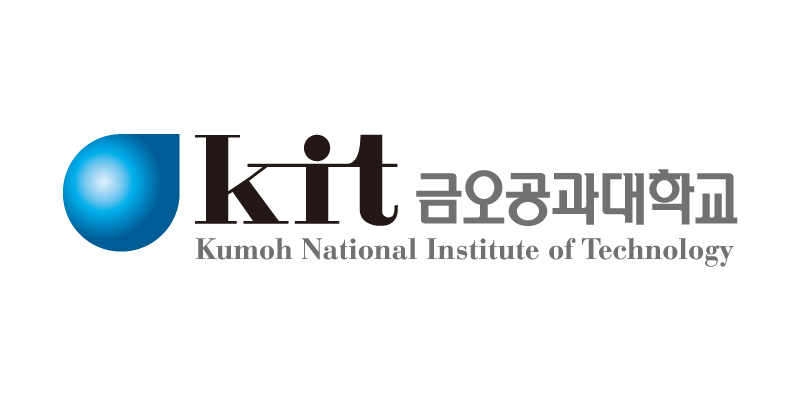 kit 금오공과대학교
Kumoh National Institute of Technology